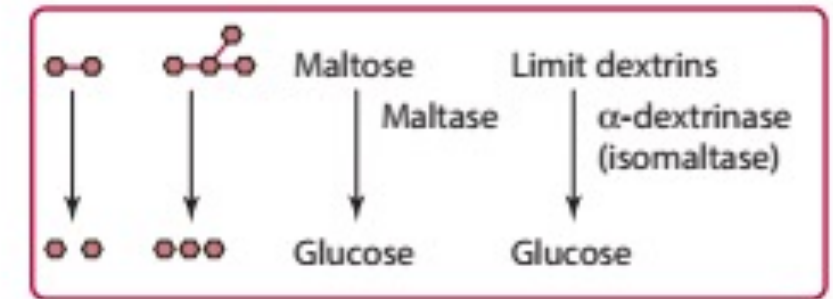 Maltose Limit dextrins
Maltase α-dextrinase
(isomaltase)
Glucose Glucose